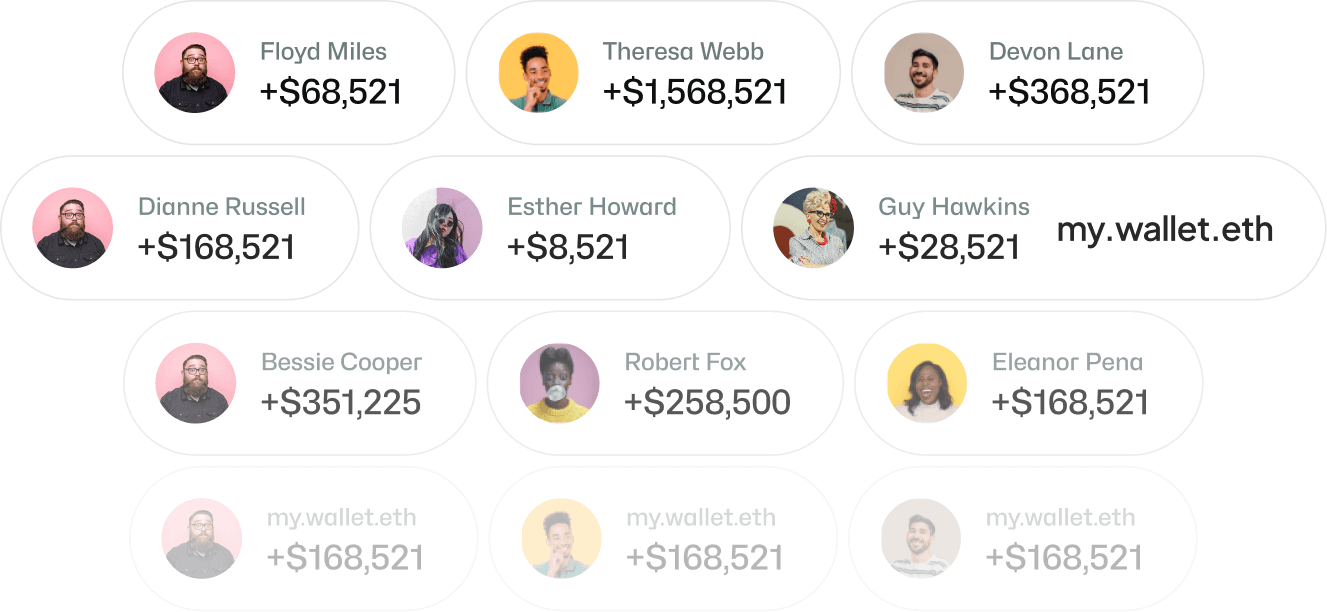 Floyd Miles
+$68,521
Theresa Webb
+$1,568,521
Devon Lane
+$368,521
Dianne Russell
+$168,521
Esther Howard
+$8,521
Guy Hawkins
+$28,521
my.wallet.eth
Bessie Cooper
+$351,225
Robert Fox
+$258,500
Eleanor Pena
+$168,521
my.wallet.eth
+$168,521
my.wallet.eth
+$168,521
my.wallet.eth
+$168,521